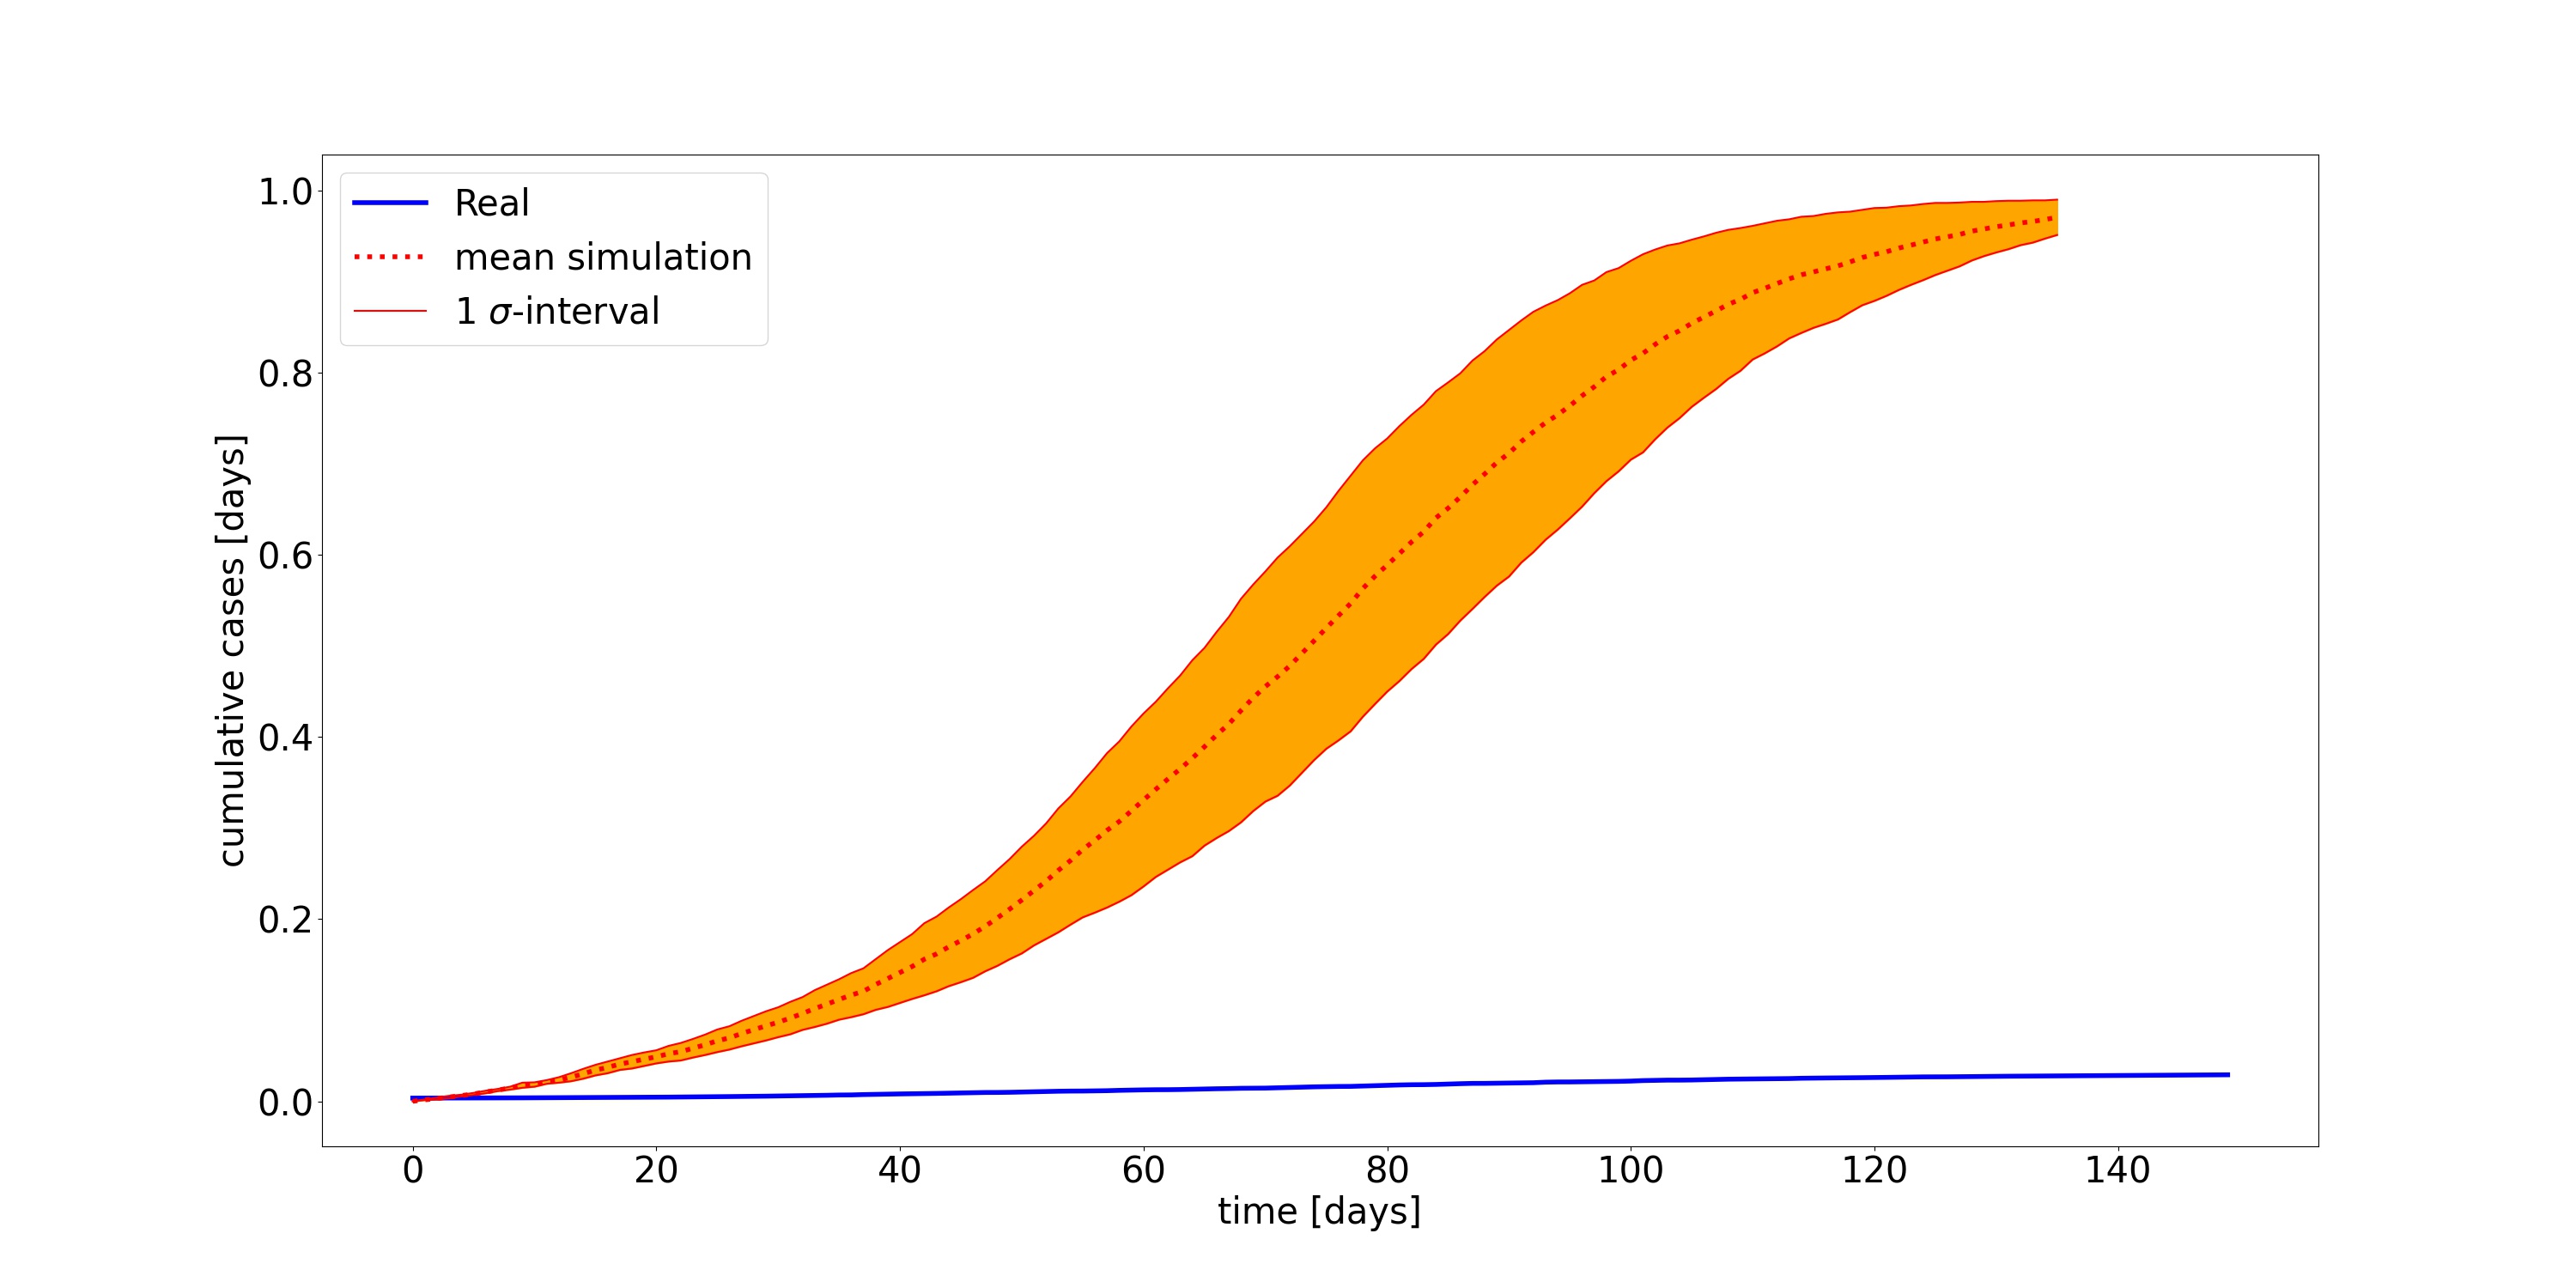 Real
mean simulation
1 σ-interval
1.0
0.8
0.6
0.4
0.2
0.0
cumulative cases [days]
0 20 40 60 80 100 120 140
time [days]